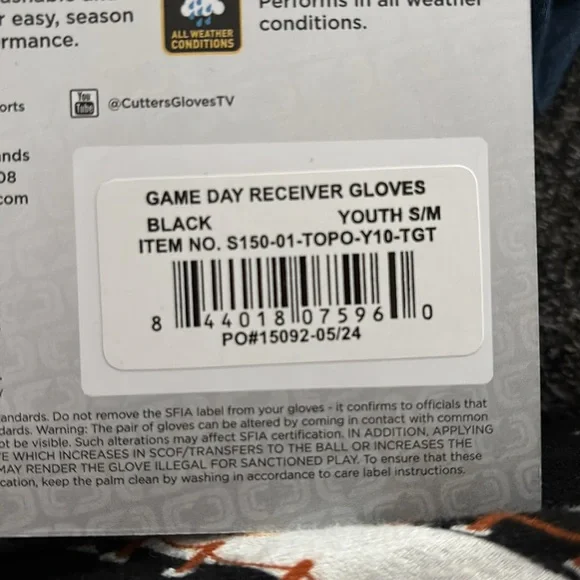 r easy, season
rmance.
ALL WEATHER
CONDITIONS
Performs in all weather
conditions.
orts
You
Tube
@CuttersGlovesTV
nds
08
com
GAME DAY RECEIVER GLOVES
BLACK YOUTH S/M
ITEM NO. S150-01-TOPO-Y10-TGT
8 44018 07596 0
PO#15092-05/24
andards. Do not remove the SFIA label from your gloves - it confirms to officials that
dards. Warning: The pair of gloves can be altered by coming in contact with common
ot be visible. Such alterations may affect SFIA certification. IN ADDITION, APPLYING
E WHICH INCREASES IN SCOF/TRANSFERS TO THE BALL OR INCREASES THE
MAY RENDER THE GLOVE ILLEGAL FOR SANCTIONED PLAY. To ensure that these
cation, keep the palm clean by washing in accordance to care label instructions.